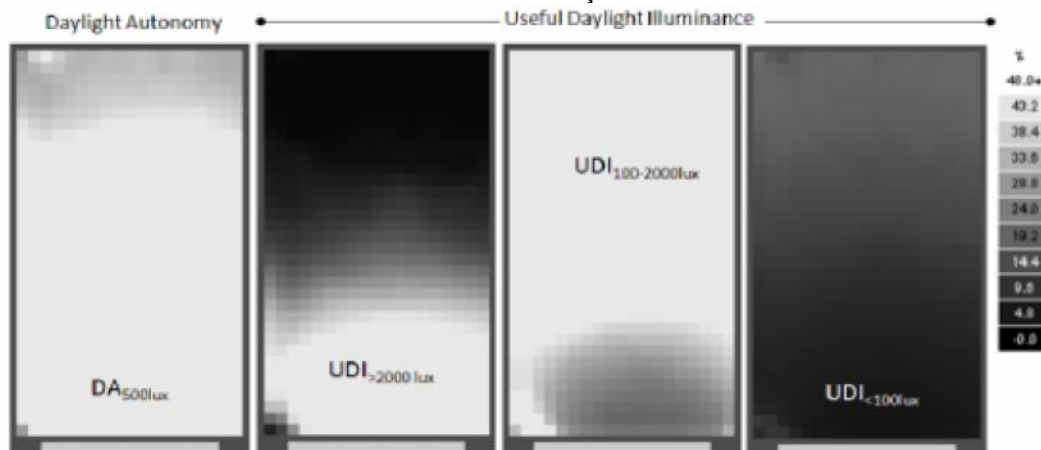 Daylight Autonomy
Useful Daylight Illuminance
DA500lux
UDI>2000 lux
UDI100-2000lux
UDI<100lux
%
48.0+
43.2
38.4
33.6
28.8
24.0
19.2
14.4
9.6
4.8
-0.0